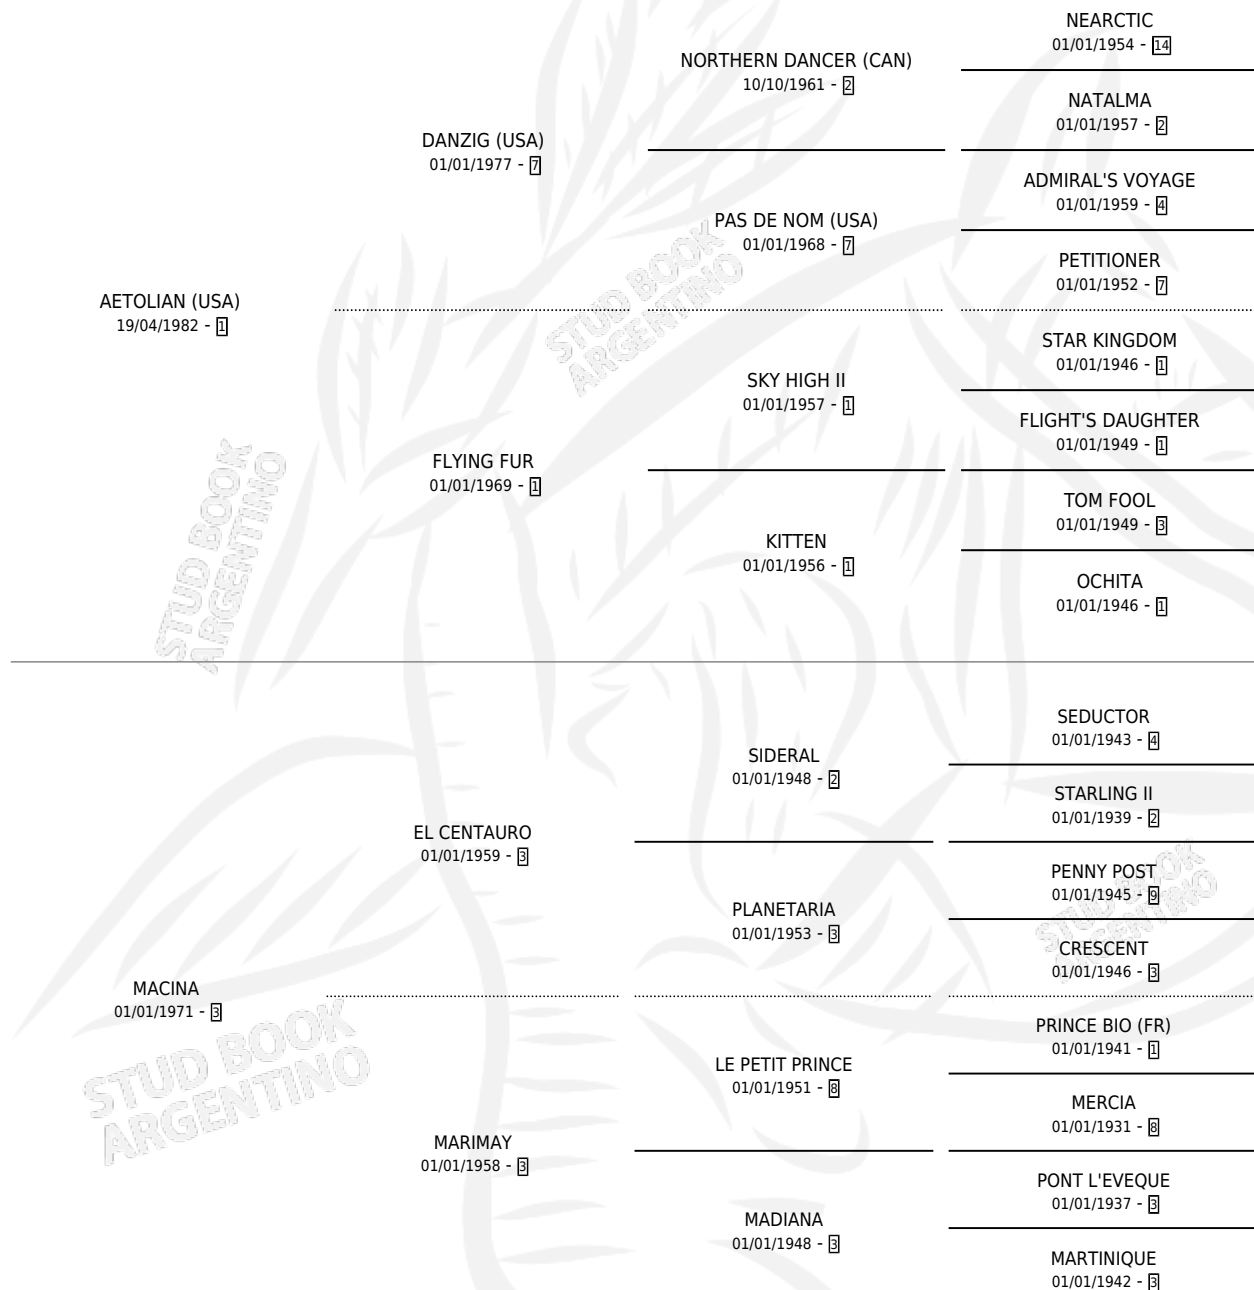 NEARCTIC
01/01/1954 - 14
NORTHERN DANCER (CAN)
10/10/1961 - 2
NATALMA
01/01/1957 - 2
DANZIG (USA)
01/01/1977 - 7
ADMIRAL'S VOYAGE
01/01/1959 - 4
PAS DE NOM (USA)
01/01/1968 - 7
PETITIONER
01/01/1952 - 7
AETOLIAN (USA)
19/04/1982 - 1
STUD BOOK
ARGENTINO
STAR KINGDOM
01/01/1946 - 1
SKY HIGH II
01/01/1957 - 1
FLIGHT'S DAUGHTER
01/01/1949 - 1
FLYING FUR
01/01/1969 - 1
TOM FOOL
01/01/1949 - 3
KITTEN
01/01/1956 - 1
OCHITA
01/01/1946 - 1
STUD BOOK
ARGENTINO
SEDUCTOR
01/01/1943 - 4
SIDERAL
01/01/1948 - 2
STARLING II
01/01/1939 - 2
EL CENTAURO
01/01/1959 - 3
PENNY POST
01/01/1945 - 9
PLANETARIA
01/01/1953 - 3
STUD BOOK
ARGENTINO
CRESCENT
01/01/1946 - 3
MACINA
01/01/1971 - 3
STUD BOOK
ARGENTINO
PRINCE BIO (FR)
01/01/1941 - 1
LE PETIT PRINCE
01/01/1951 - 8
MERCIA
01/01/1931 - 8
MARIMAY
01/01/1958 - 3
PONT L'EVEQUE
01/01/1937 - 3
MADIANA
01/01/1948 - 3
MARTINIQUE
01/01/1942 - 3